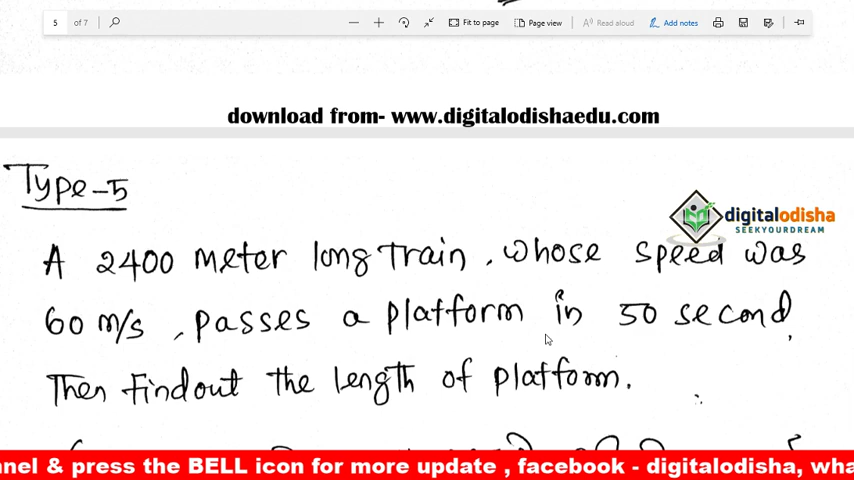 5 of 7 Fit to page Page view Read aloud Add notes
download from- www.digitalodishaedu.com
Type-5
digitalodisha
SEEKYOURDREAM
A 2400 meter long Train, whose speed was
60 m/s, passes a platform in 50 second,
Then findout the length of platform.
nnel & press the BELL icon for more update , facebook - digitalodisha, wha